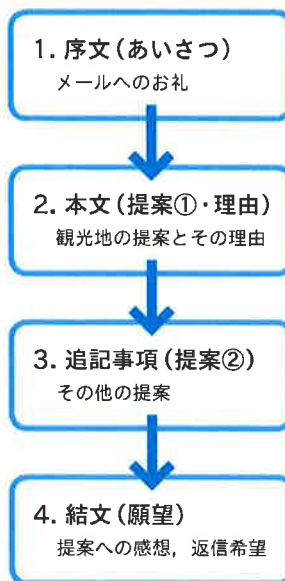 1. 序文(あいさつ)
メールへのお礼
2. 本文(提案①・理由)
観光地の提案とその理由
3. 追記事項(提案②)
その他の提案
4. 結文(願望)
提案への感想，返信希望